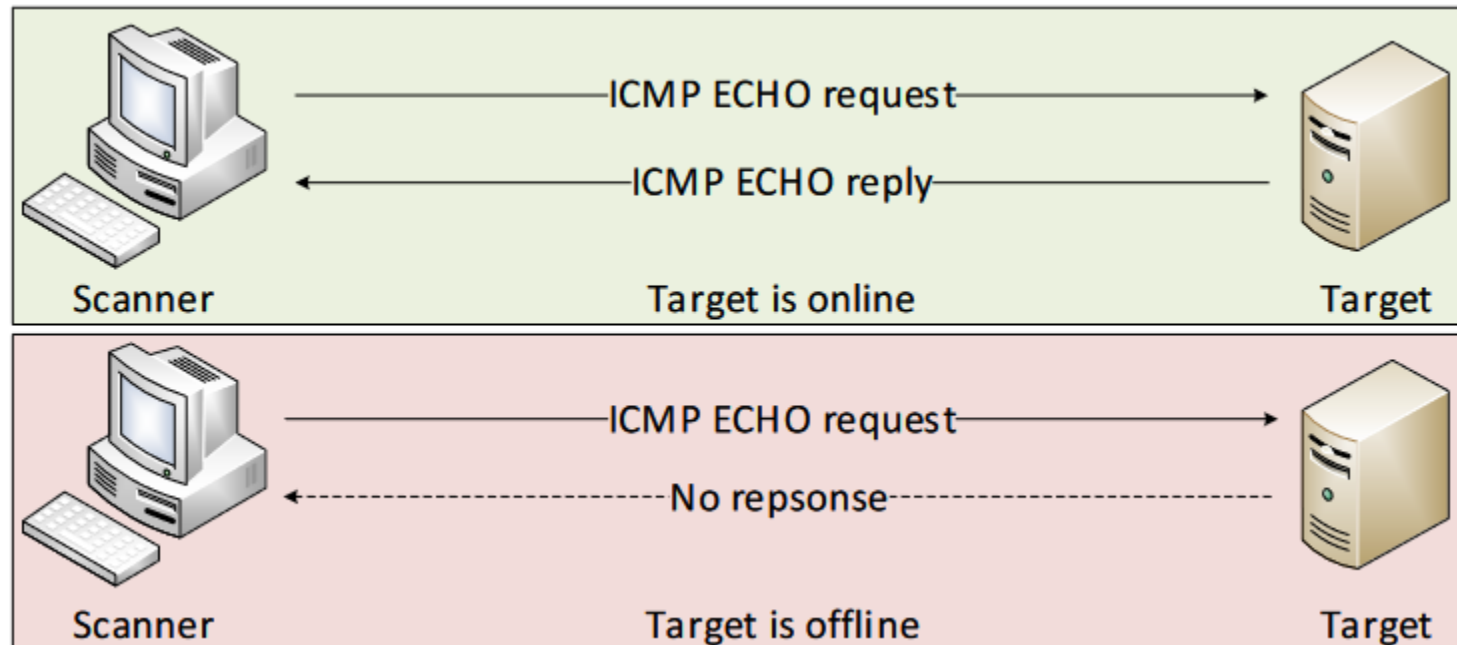 ICMP ECHO request
ICMP ECHO reply
Scanner
Target is online
Target
ICMP ECHO request
No repsonse
Scanner
Target is offline
Target